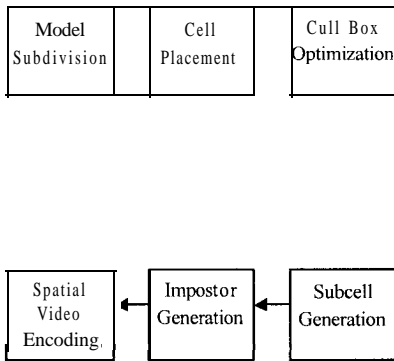 Model
Subdivision
Cell
Placement
Cull Box
Optimization
Spatial
Video
Encoding
Impostor
Generation
Subcell
Generation